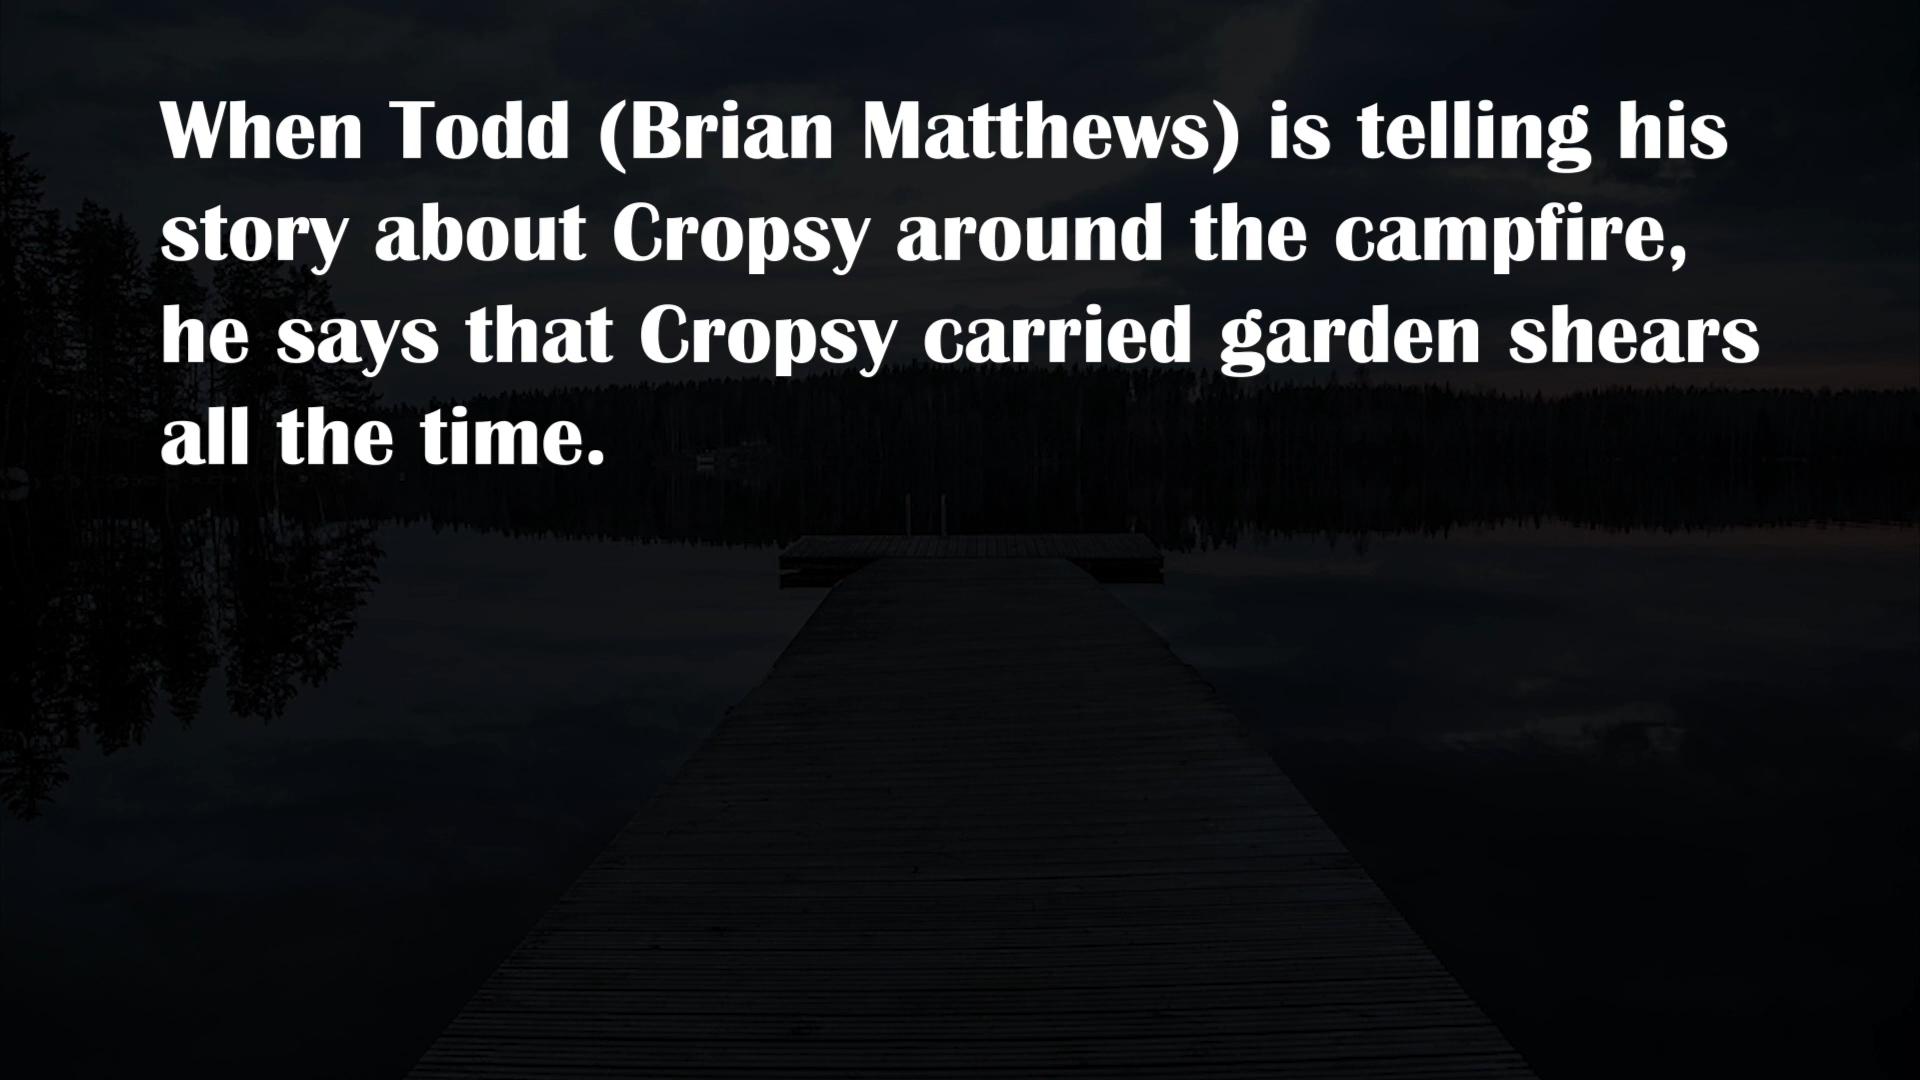 When Todd (Brian Matthews) is telling his
story about Cropsy around the campfire,
he says that Cropsy carried garden shears
all the time.